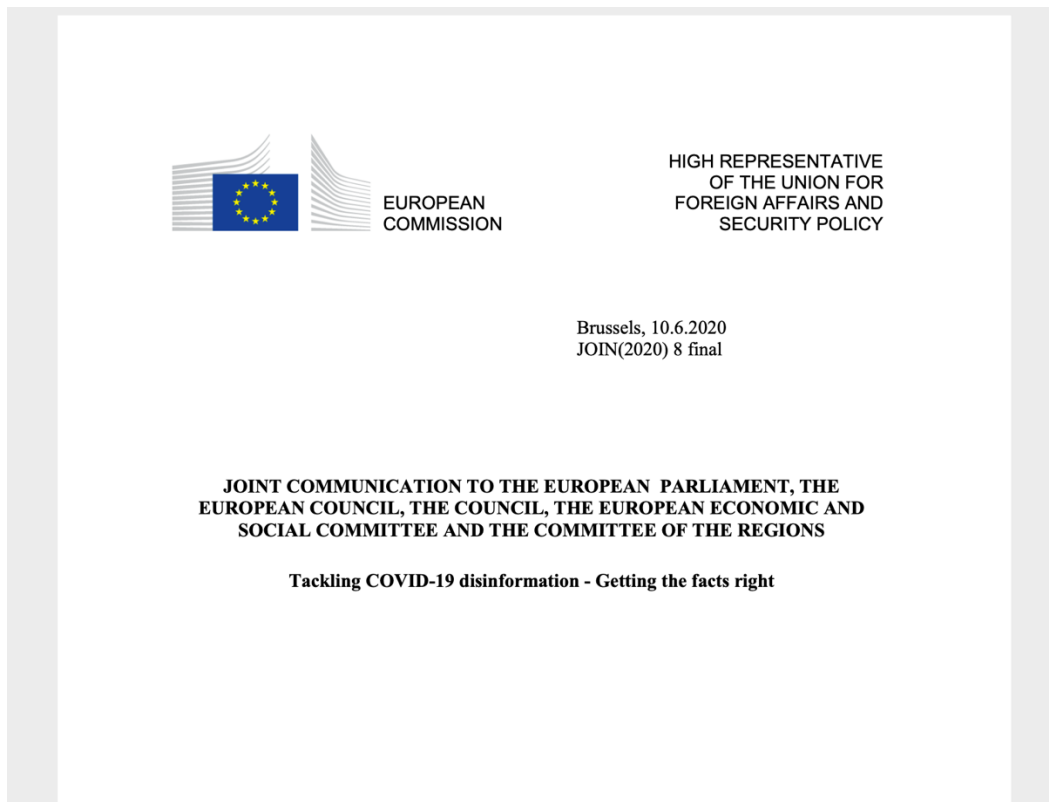 EUROPEAN
COMMISSION
HIGH REPRESENTATIVE
OF THE UNION FOR
FOREIGN AFFAIRS AND
SECURITY POLICY
Brussels, 10.6.2020
JOIN(2020) 8 final
JOINT COMMUNICATION TO THE EUROPEAN PARLIAMENT, THE
EUROPEAN COUNCIL, THE COUNCIL, THE EUROPEAN ECONOMIC AND
SOCIAL COMMITTEE AND THE COMMITTEE OF THE REGIONS
Tackling COVID-19 disinformation - Getting the facts right